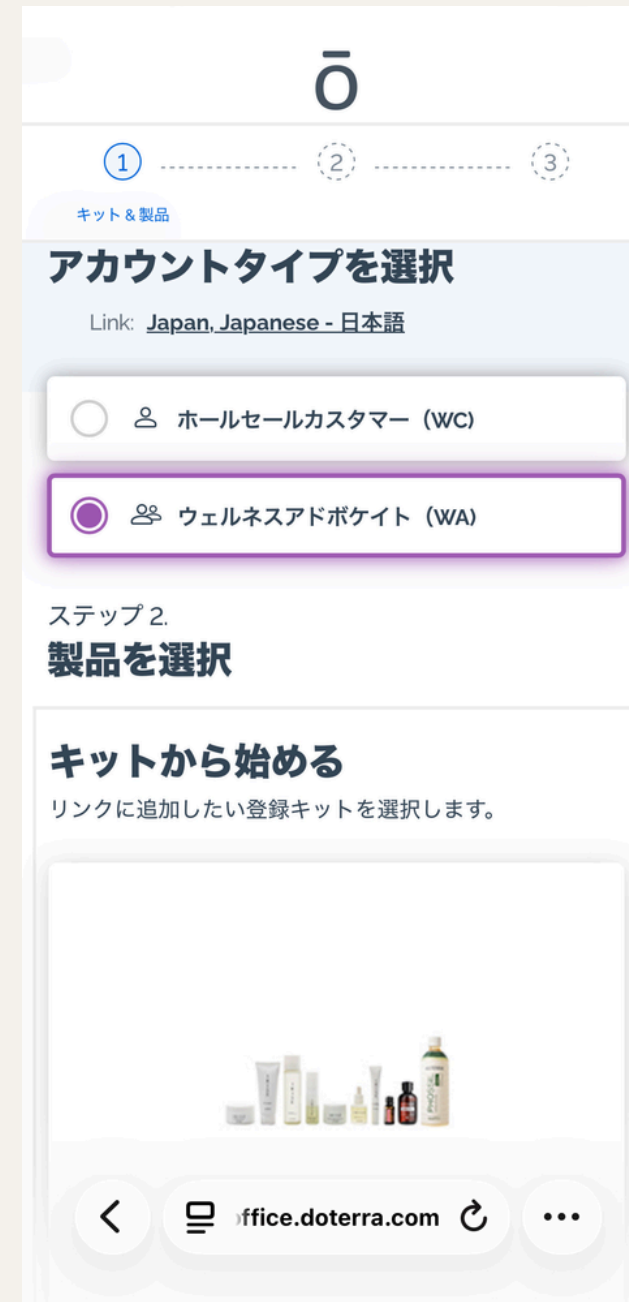 ō
1
2
3
キット＆製品
アカウントタイプを選択
Link: Japan, Japanese - 日本語
ホールセールカスタマー（WC）
ウェルネスアドボケイト（WA）
ステップ 2.
製品を選択
キットから始める
リンクに追加したい登録キットを選択します。
PHOSSIL
ffice.doterra.com